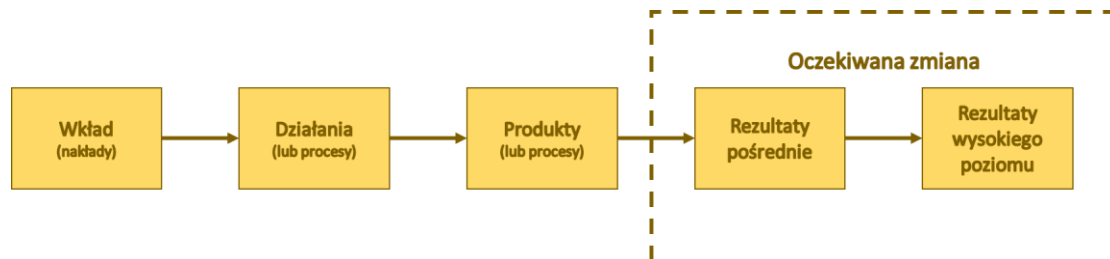 Oczekiwana zmiana
Wkład
(nakłady)
Działania
(lub procesy)
Produkty
(lub procesy)
Rezultaty
pośrednie
Rezultaty
wysokiego
poziomu